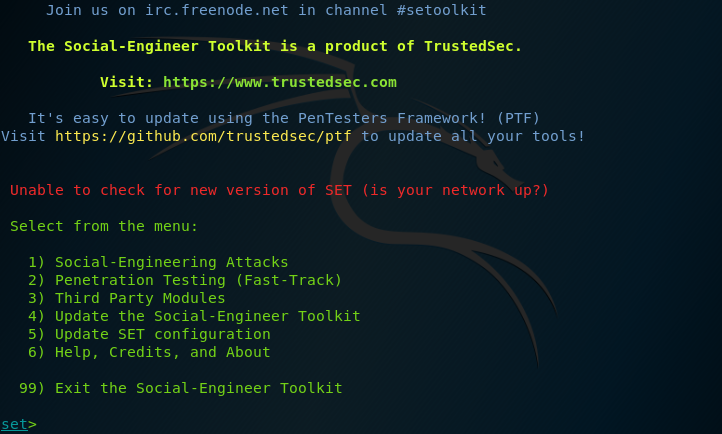 Join us on irc.freenode.net in channel #setoolkit
The Social-Engineer Toolkit is a product of TrustedSec.
Visit: https://www.trustedsec.com
It's easy to update using the PenTesters Framework! (PTF)
Visit https://github.com/trustedsec/ptf to update all your tools!
Unable to check for new version of SET (is your network up?)
Select from the menu:
1) Social-Engineering Attacks
2) Penetration Testing (Fast-Track)
3) Third Party Modules
4) Update the Social-Engineer Toolkit
5) Update SET configuration
6) Help, Credits, and About
99) Exit the Social-Engineer Toolkit
set>